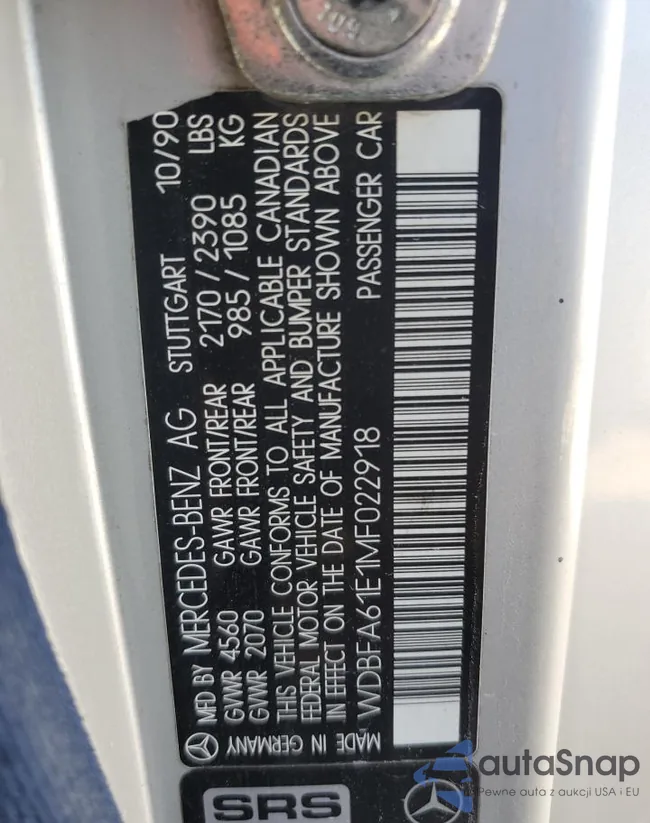 108
MFD BY MERCEDES-BENZ AG STUTTGART 10/90
GVWR 4560 GAWR FRONT/REAR 2170 / 2390 LBS
GVWR 2070 GAWR FRONT/REAR 985 / 1085 KG
THIS VEHICLE CONFORMS TO ALL APPLICABLE CANADIAN
FEDERAL MOTOR VEHICLE SAFETY AND BUMPER STANDARDS
IN EFFECT ON THE DATE OF MANUFACTURE SHOWN ABOVE
MADE IN GERMANY
WDBFA61E1MF022918 PASSENGER CAR
SRS
autaSnap
Pewne auta z aukcji USA i EU